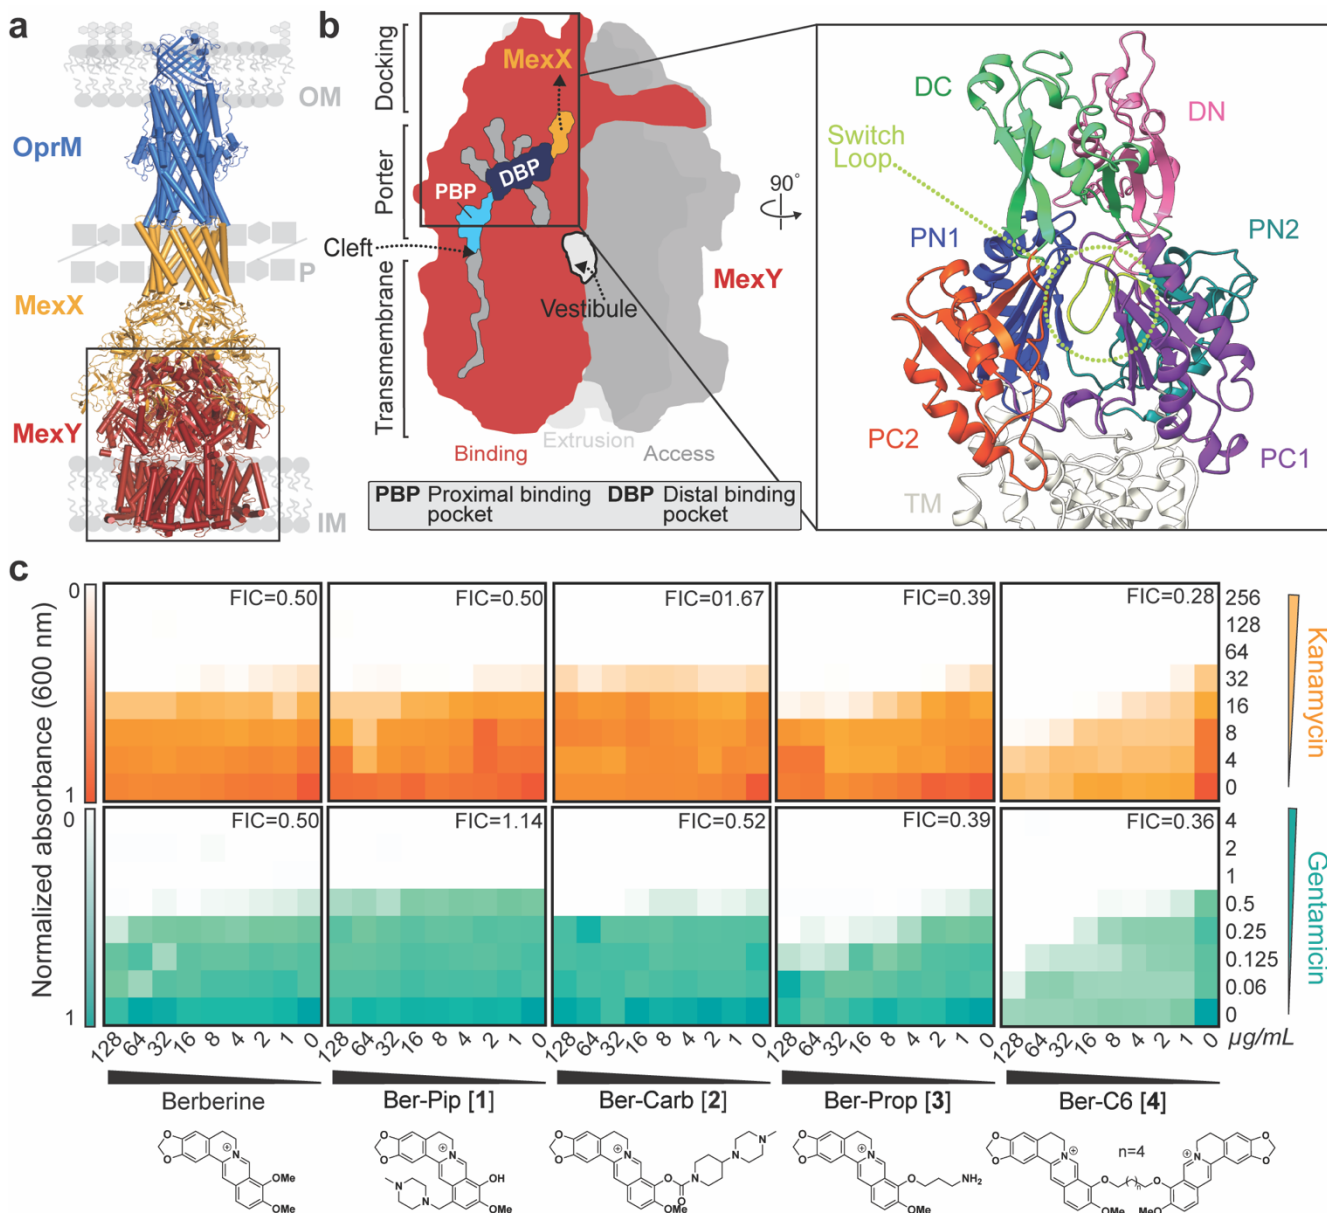 a
OM
OprM
P
MexX
MexY
IM
b
Docking
Porter
Transmembrane
MexX
DBP
PBP
Cleft
Vestibule
MexY
Binding
Extrusion
Access
90°
PBP Proximal binding pocket
DBP Distal binding pocket
DC
DN
Switch
Loop
PN1
PN2
PC2
PC1
TM
c
Normalized absorbance (600 nm)
0
1
0
1
FIC=0.50
FIC=0.50
FIC=01.67
FIC=0.39
FIC=0.28
256
128
64
32
16
8
4
0
Kanamycin
FIC=0.50
FIC=1.14
FIC=0.52
FIC=0.39
FIC=0.36
4
2
1
0.5
0.25
0.125
0.06
0
Gentamicin
128 64 32 16 8 4 2 1 0
128 64 32 16 8 4 2 1 0
128 64 32 16 8 4 2 1 0
128 64 32 16 8 4 2 1 0
128 64 32 16 8 4 2 1 0
µg/mL
Berberine
Ber-Pip [1]
Ber-Carb [2]
Ber-Prop [3]
Ber-C6 [4]
O
O
N
+
OMe
OMe
O
O
N
+
OH
OMe
N
N
O
O
N
+
O
O
OMe
N
N
N
O
O
N
+
O
NH2
OMe
O
O
N
+
n=4
O
OMe
n
O
MeO
N
+
O
O